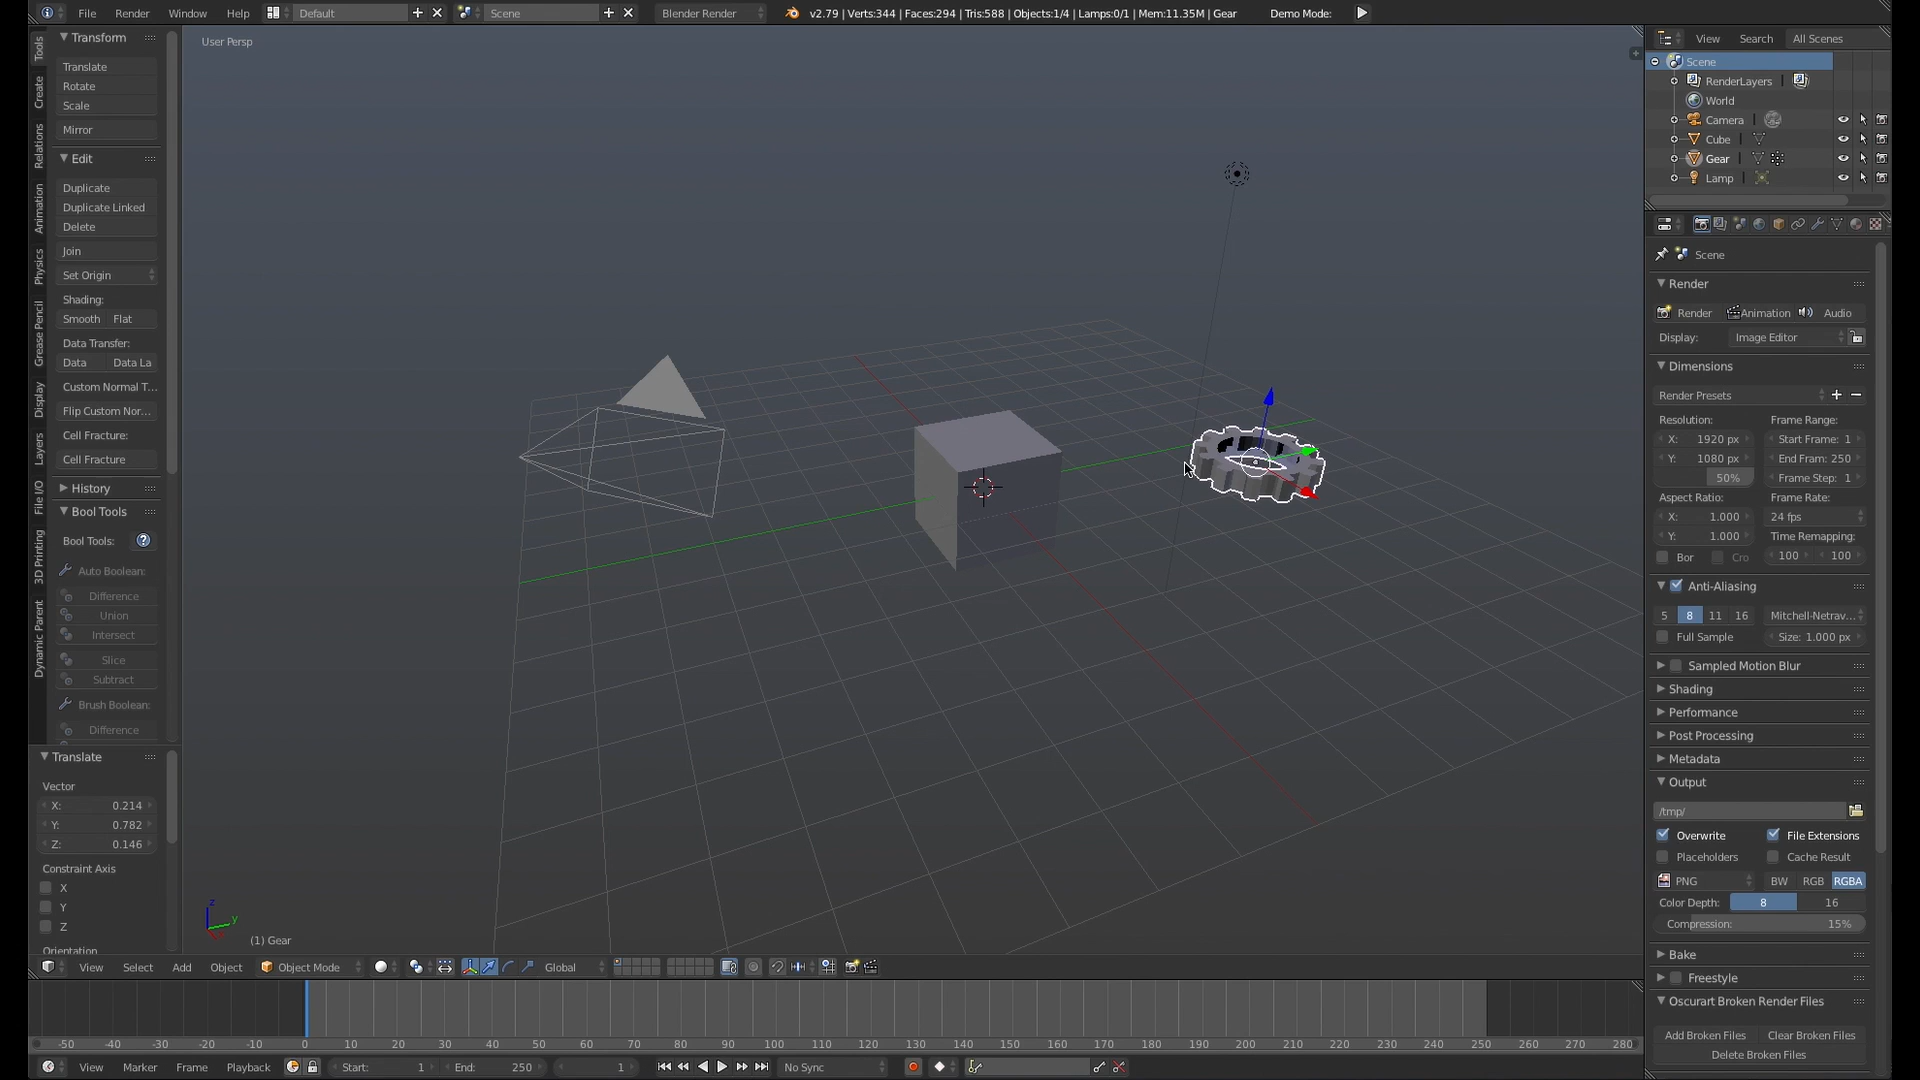 File Render Window Help Default Scene Blender Render v2.79 | Verts:344 | Faces:294 | Tris:588 | Objects:1/4 | Lamps:0/1 | Mem:11.35M | Gear Demo Mode:
User Persp
Tools
Create
Relations
Animation
Physics
Grease Pencil
Display
Layers
File I/O
3D Printing
Dynamic Parent
Transform
Translate
Rotate
Scale
Mirror
Edit
Duplicate
Duplicate Linked
Delete
Join
Set Origin
Shading:
Smooth Flat
Data Transfer:
Data Data La
Custom Normal T...
Flip Custom Nor...
Cell Fracture:
Cell Fracture
History
Bool Tools
Bool Tools:
Auto Boolean:
Difference
Union
Intersect
Slice
Subtract
Brush Boolean:
Difference
Translate
Vector
X: 0.214
Y: 0.782
Z: 0.146
Constraint Axis
X
Y
Z
Orientation
z
y
(1) Gear
View Select Add Object Object Mode Global
-50 -40 -30 -20 -10 0 10 20 30 40 50 60 70 80 90 100 110 120 130 140 150 160 170 180 190 200 210 220 230 240 250 260 270 280
View Marker Frame Playback Start: 1 End: 250 1 No Sync
View Search All Scenes
Scene
RenderLayers |
World
Camera |
Cube |
Gear |
Lamp |
Scene
Render
Render Animation Audio
Display: Image Editor
Dimensions
Render Presets
Resolution: Frame Range:
X: 1920 px Start Frame: 1
Y: 1080 px End Fram: 250
50% Frame Step: 1
Aspect Ratio: Frame Rate:
X: 1.000 24 fps
Y: 1.000 Time Remapping:
Bor Cro 100 100
Anti-Aliasing
5 8 11 16 Mitchell-Netrav...
Full Sample Size: 1.000 px
Sampled Motion Blur
Shading
Performance
Post Processing
Metadata
Output
/tmp/
Overwrite File Extensions
Placeholders Cache Result
PNG BW RGB RGBA
Color Depth: 8 16
Compression: 15%
Bake
Freestyle
Oscurart Broken Render Files
Add Broken Files Clear Broken Files
Delete Broken Files